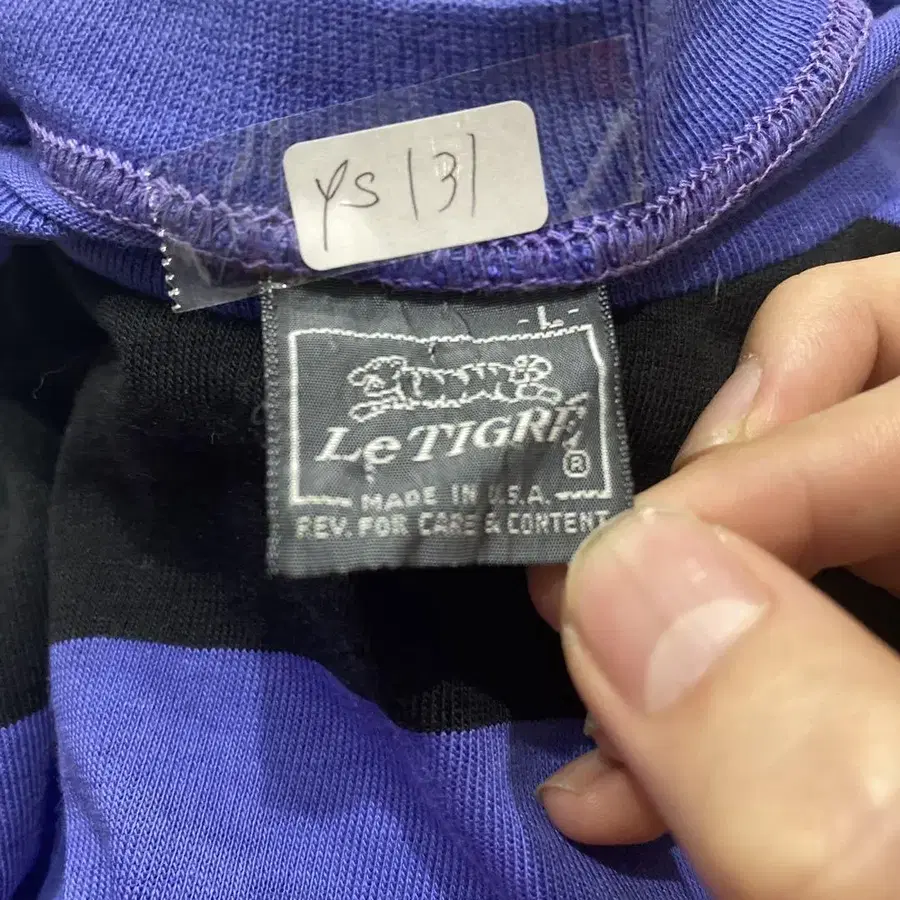 YS 131
- L -
Le TIGRE
®
MADE IN U.S.A.
REV. FOR CARE & CONTENT